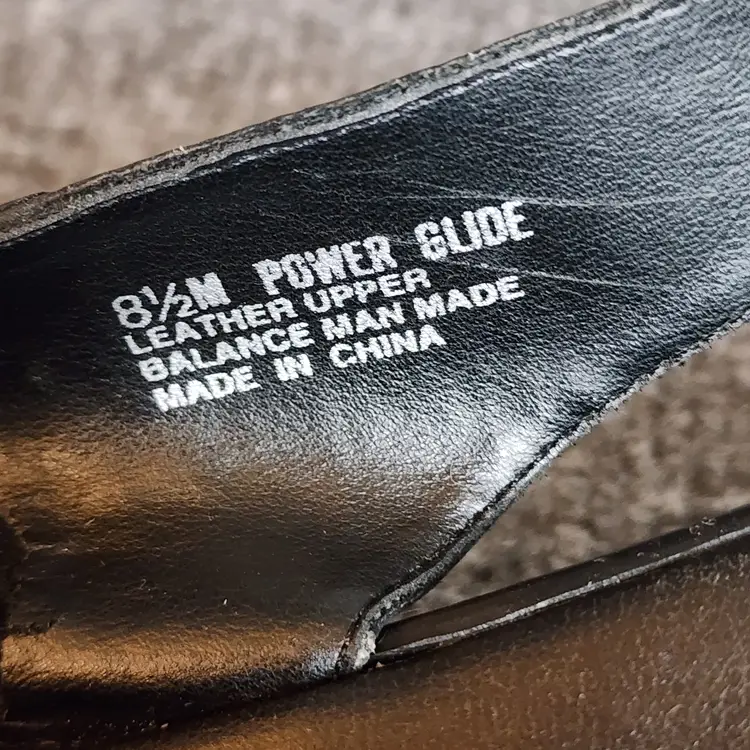 8½M POWER GLIDE
LEATHER UPPER
BALANCE MAN MADE
MADE IN CHINA